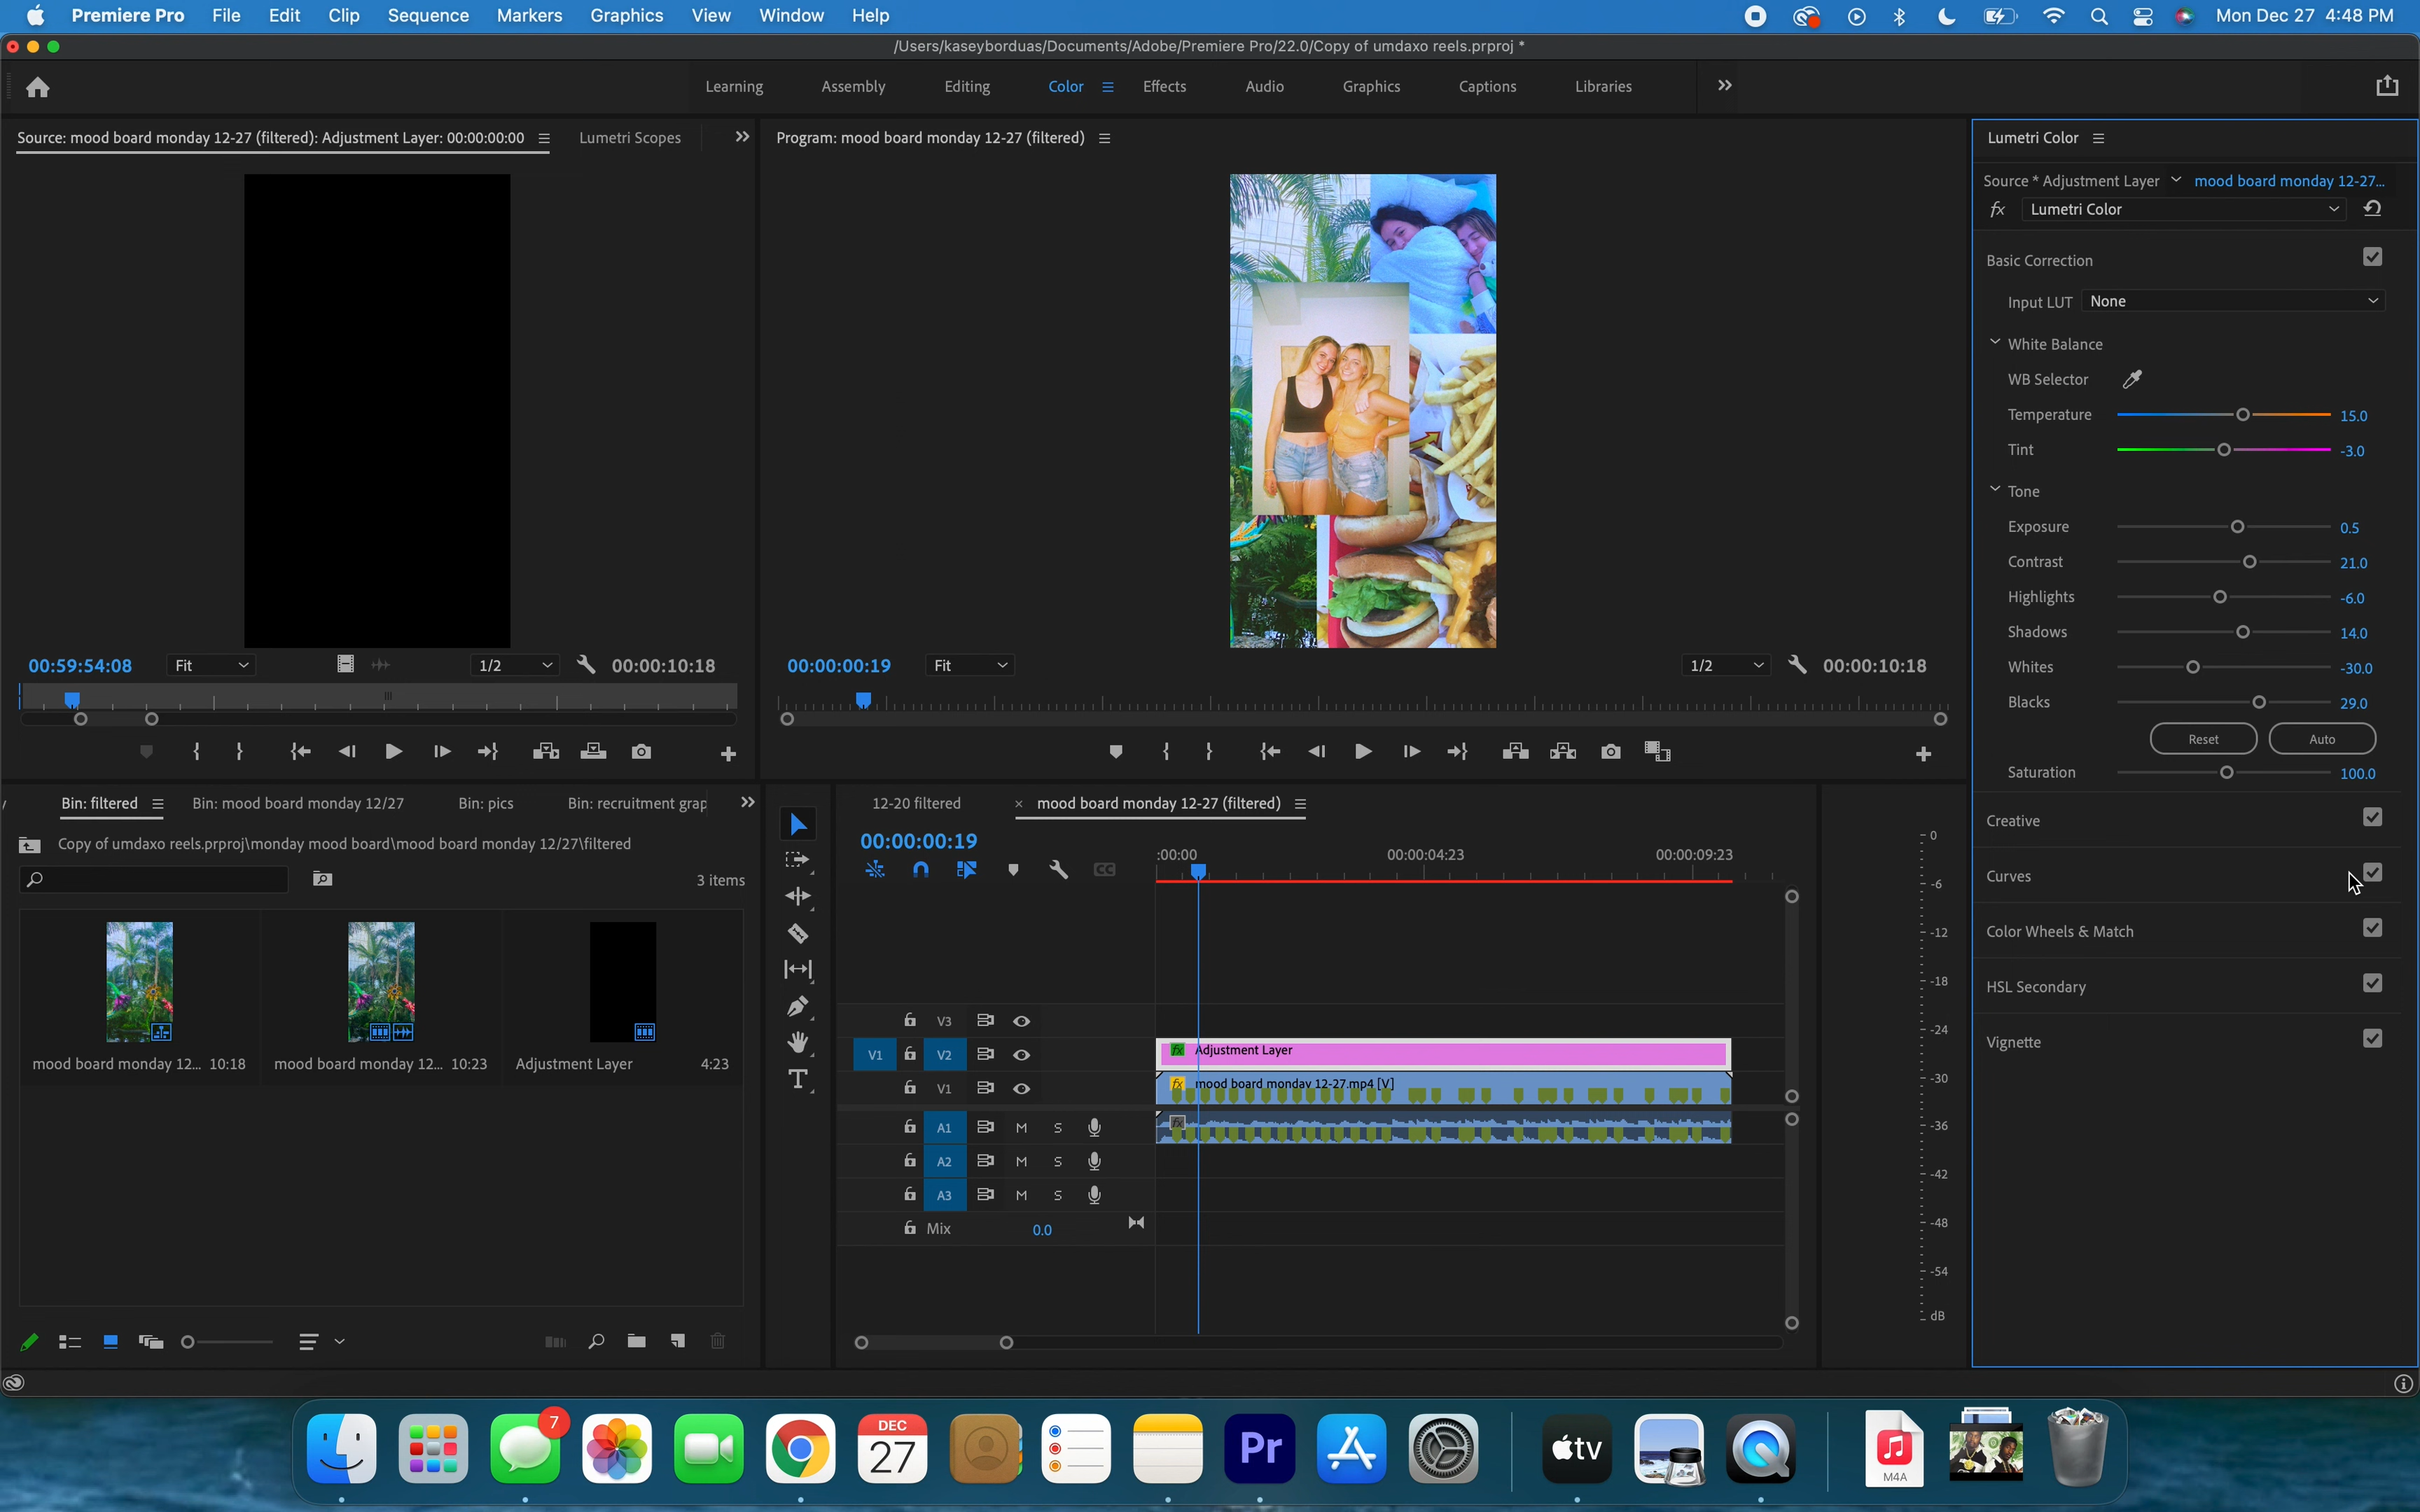 Premiere Pro File Edit Clip Sequence Markers Graphics View Window Help Mon Dec 27 4:48 PM
/Users/kaseyborduas/Documents/Adobe/Premiere Pro/22.0/Copy of umdaxo reels.prproj *
Learning Assembly Editing Color Effects Audio Graphics Captions Libraries
Source: mood board monday 12-27 (filtered): Adjustment Layer: 00:00:00:00 Lumetri Scopes
Program: mood board monday 12-27 (filtered)
00:59:54:08 Fit 1/2 00:00:10:18
00:00:00:19 Fit 1/2 00:00:10:18
Lumetri Color
Source * Adjustment Layer mood board monday 12-27...
fx Lumetri Color
Basic Correction
Input LUT None
White Balance
WB Selector
Temperature 15.0
Tint -3.0
Tone
Exposure 0.5
Contrast 21.0
Highlights -6.0
Shadows 14.0
Whites -30.0
Blacks 29.0
Reset Auto
Saturation 100.0
Creative
Curves
Color Wheels & Match
HSL Secondary
Vignette
Bin: filtered Bin: mood board monday 12/27 Bin: pics Bin: recruitment grap
Copy of umdaxo reels.prproj\monday mood board\mood board monday 12/27\filtered
3 items
mood board monday 12... 10:18 mood board monday 12... 10:23 Adjustment Layer 4:23
12-20 filtered × mood board monday 12-27 (filtered)
00:00:00:19
:00:00 00:00:04:23 00:00:09:23
CC
V3
V1 V2 fx Adjustment Layer
V1 fx mood board monday 12-27.mp4 [V]
A1 M S fx
A2 M S
A3 M S
Mix 0.0
0
-6
-12
-18
-24
-30
-36
-42
-48
-54
dB
7 DEC 27 Pr tv M4A